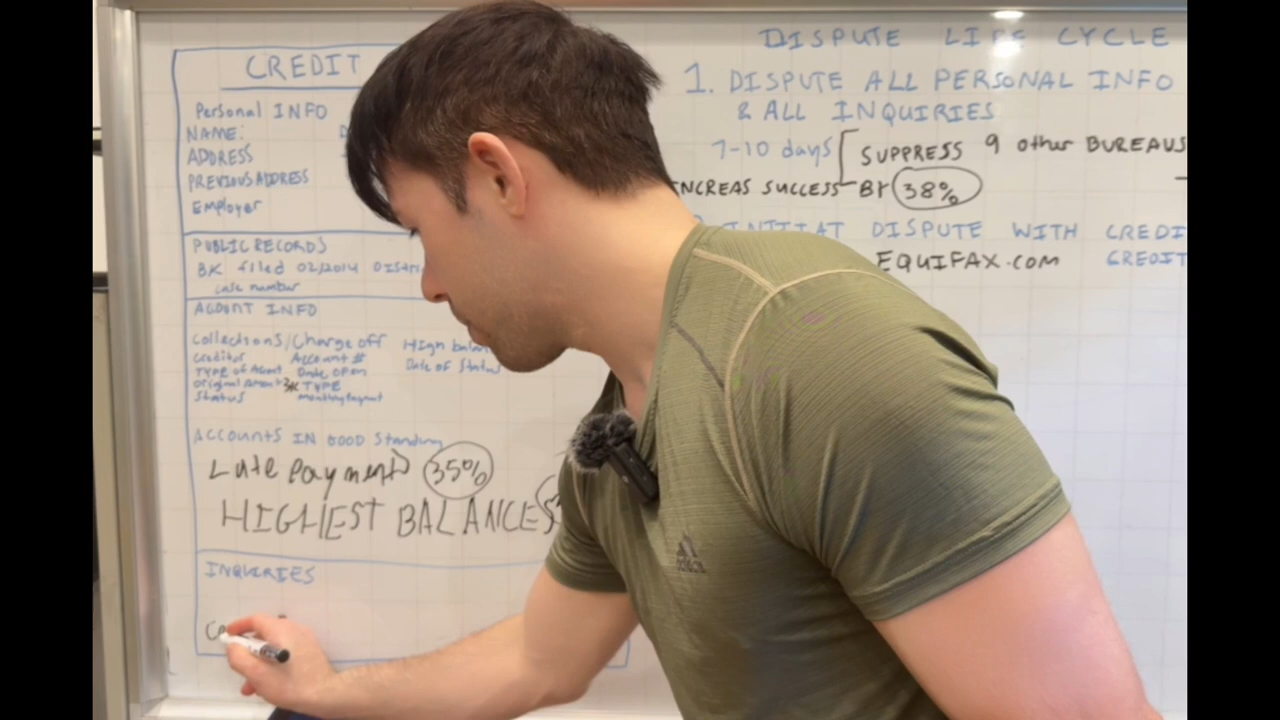 CREDIT
Personal INFO
NAME:
ADDRESS
PREVIOUS ADDRESS
Employer
PUBLIC RECORDS
BK filed 02/2014
case number
ACOUNT INFO
Collections/Charge off High
Creditor Account # Date of Status
TYPE OF Acont Date OPEN
TYPE
Status monthly Payment
ACCOUNTS IN GOOD Standing
Late Payment 35%
HIGHEST BALANCES
INQUIRIES
DISPUTE LIFE CYCLE
1. DISPUTE ALL PERSONAL INFO
& ALL INQUIRIES
7-10 days SUPPRESS 9 other BUREAUS
INCREAS SUCCESS BY 38%
INITIAT DISPUTE WITH CREDI
EQUIFAX.COM CREDIT
adidas